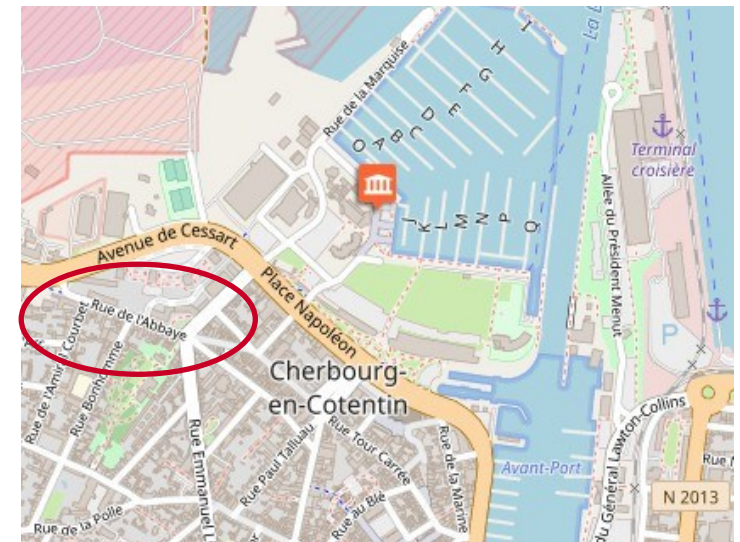 La
Rue de la Marquise
I
H
G
F
E
D
C
B
A
O
J
K
L
M
N
P
Q
Terminal
croisière
Allée du Président Menut
Avenue de Cessart
Place Napoléon
Rue de l'Abbaye
Rue de l'Amiral Courbet
Rue Bonhomme
Cherbourg-
en-Cotentin
P
Rue Emmanuel L
Rue Paul Talluau
Rue Tour Carrée
Rue de la Marine
Rue au Blé
Avant-Port
du Général Lawton-Collins
Rue
N 2013
Rue de la Polle